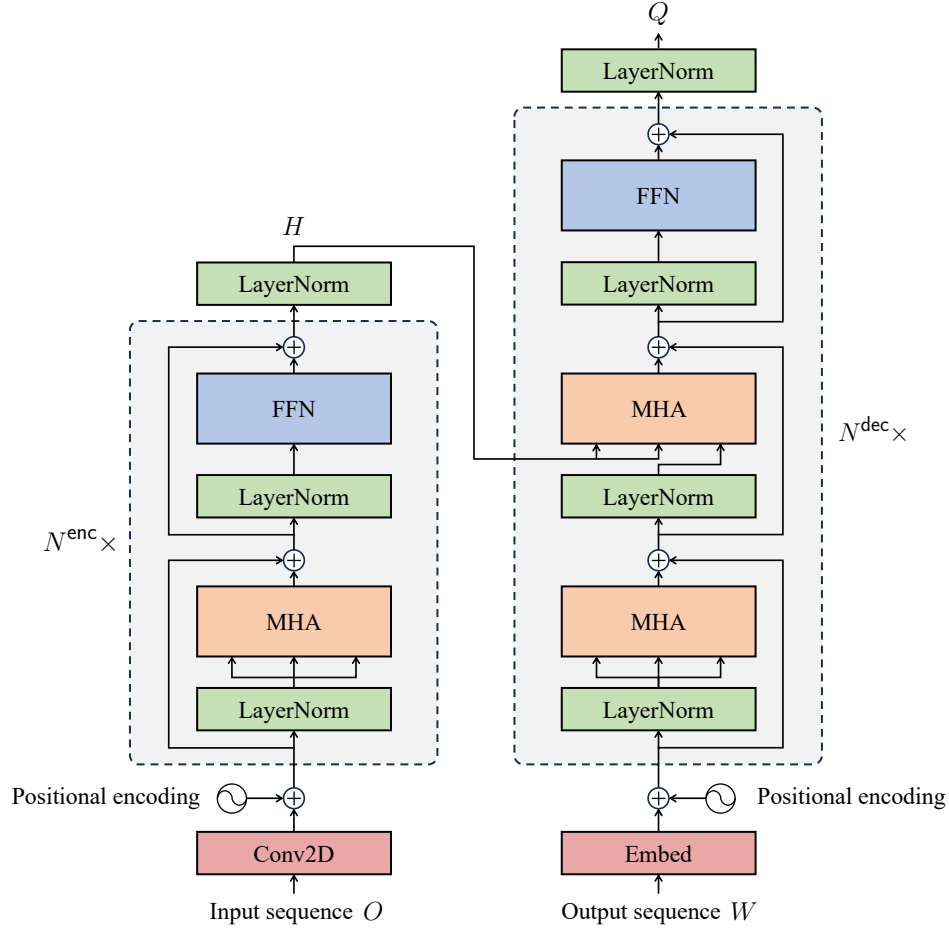 Q
LayerNorm
FFN
LayerNorm
MHA
LayerNorm
MHA
LayerNorm
N^dec ×
Positional encoding
Embed
Output sequence W
H
LayerNorm
FFN
LayerNorm
MHA
LayerNorm
N^enc ×
Positional encoding
Conv2D
Input sequence O